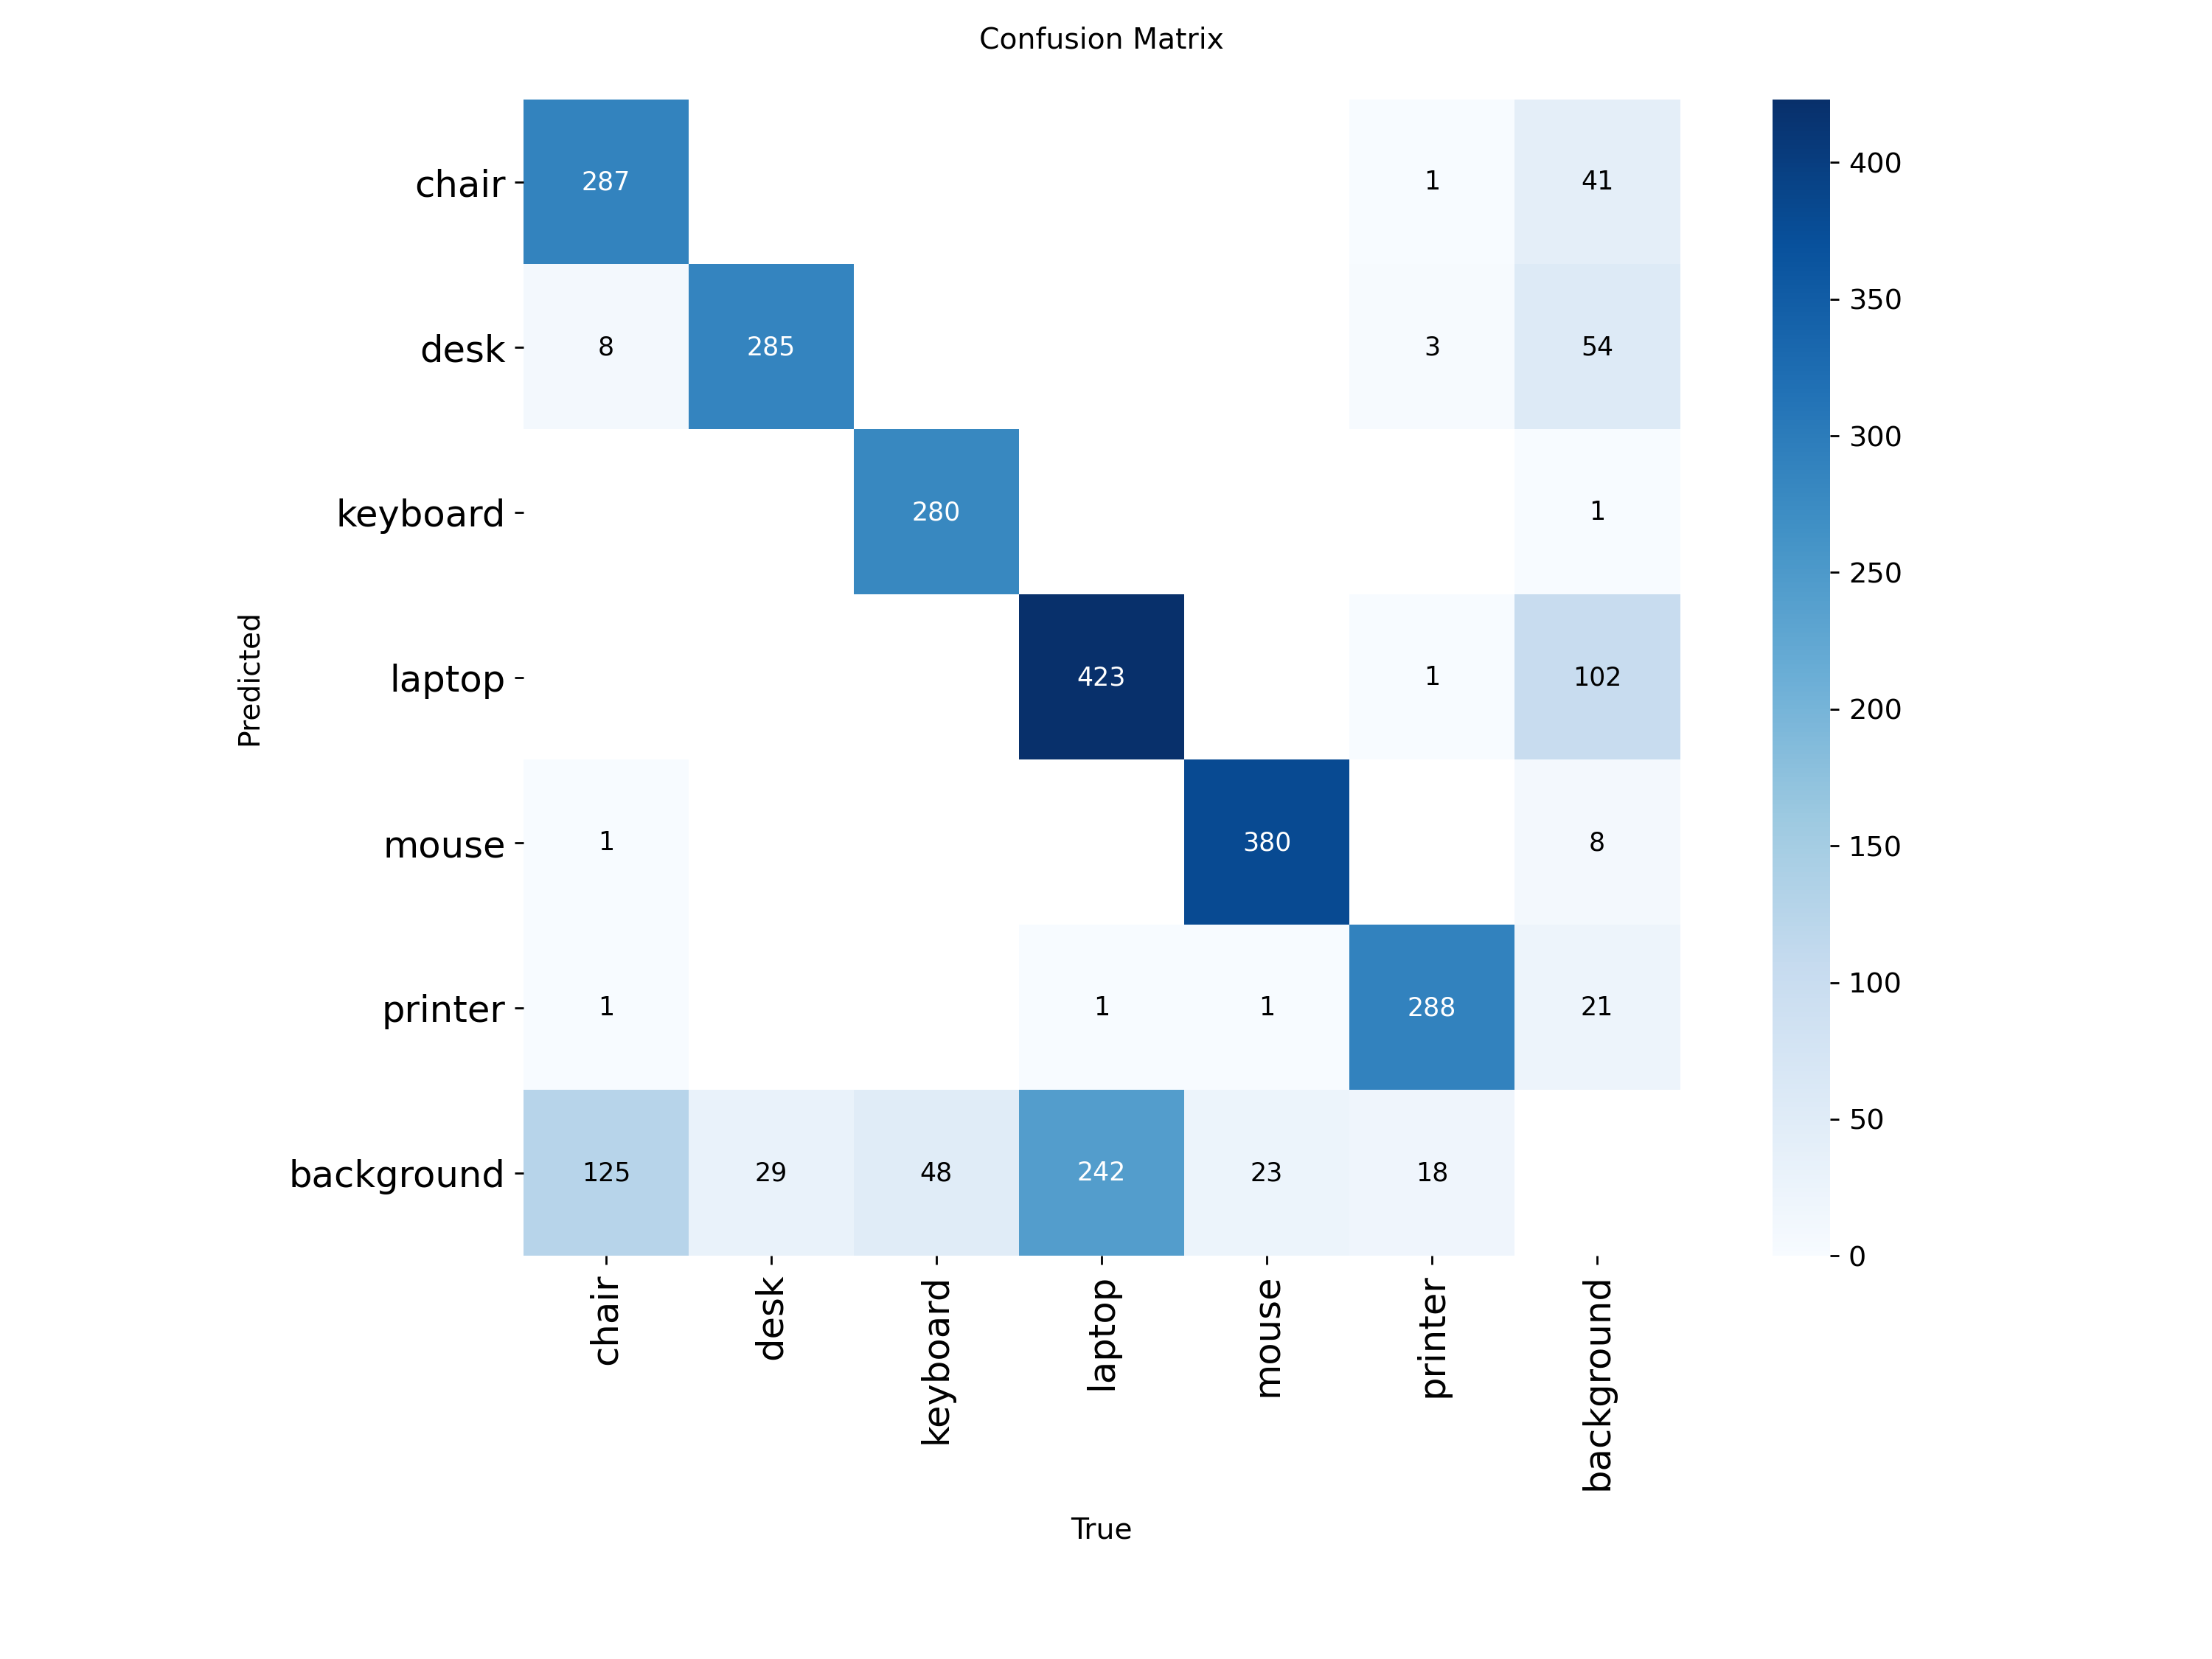 Confusion Matrix
chair 287 1 41
desk 8 285 3 54
keyboard 280 1
laptop 423 1 102
mouse 1 380 8
printer 1 1 1 288 21
background 125 29 48 242 23 18
chair desk keyboard laptop mouse printer background
True
Predicted
400
350
300
250
200
150
100
50
0